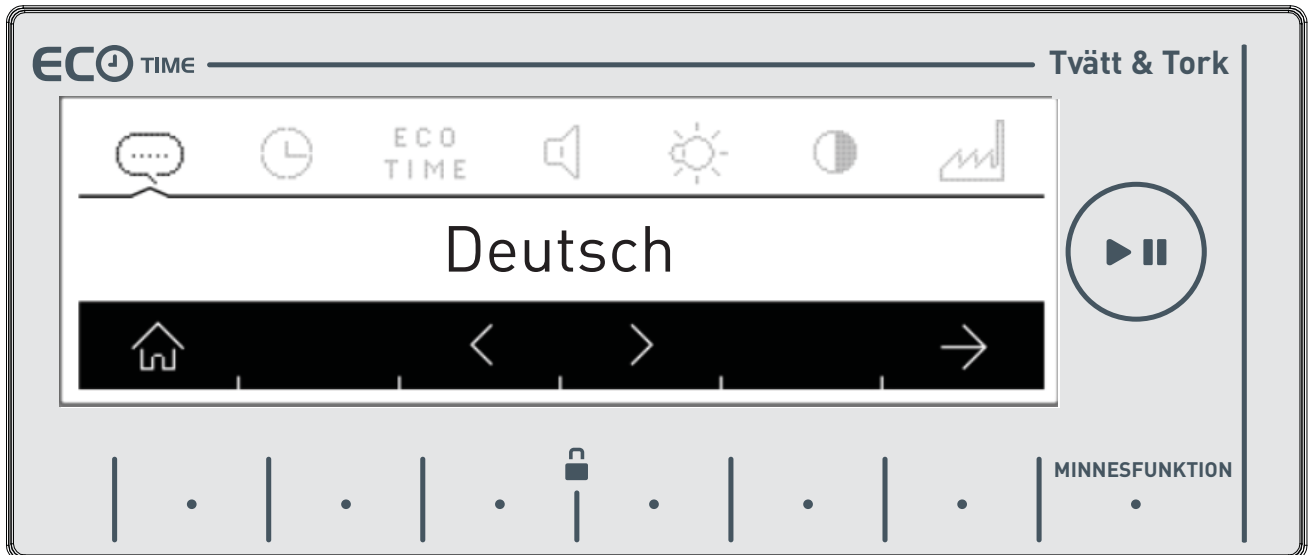 ECO TIME
Tvätt & Tork
ECO
TIME
Deutsch
MINNESFUNKTION